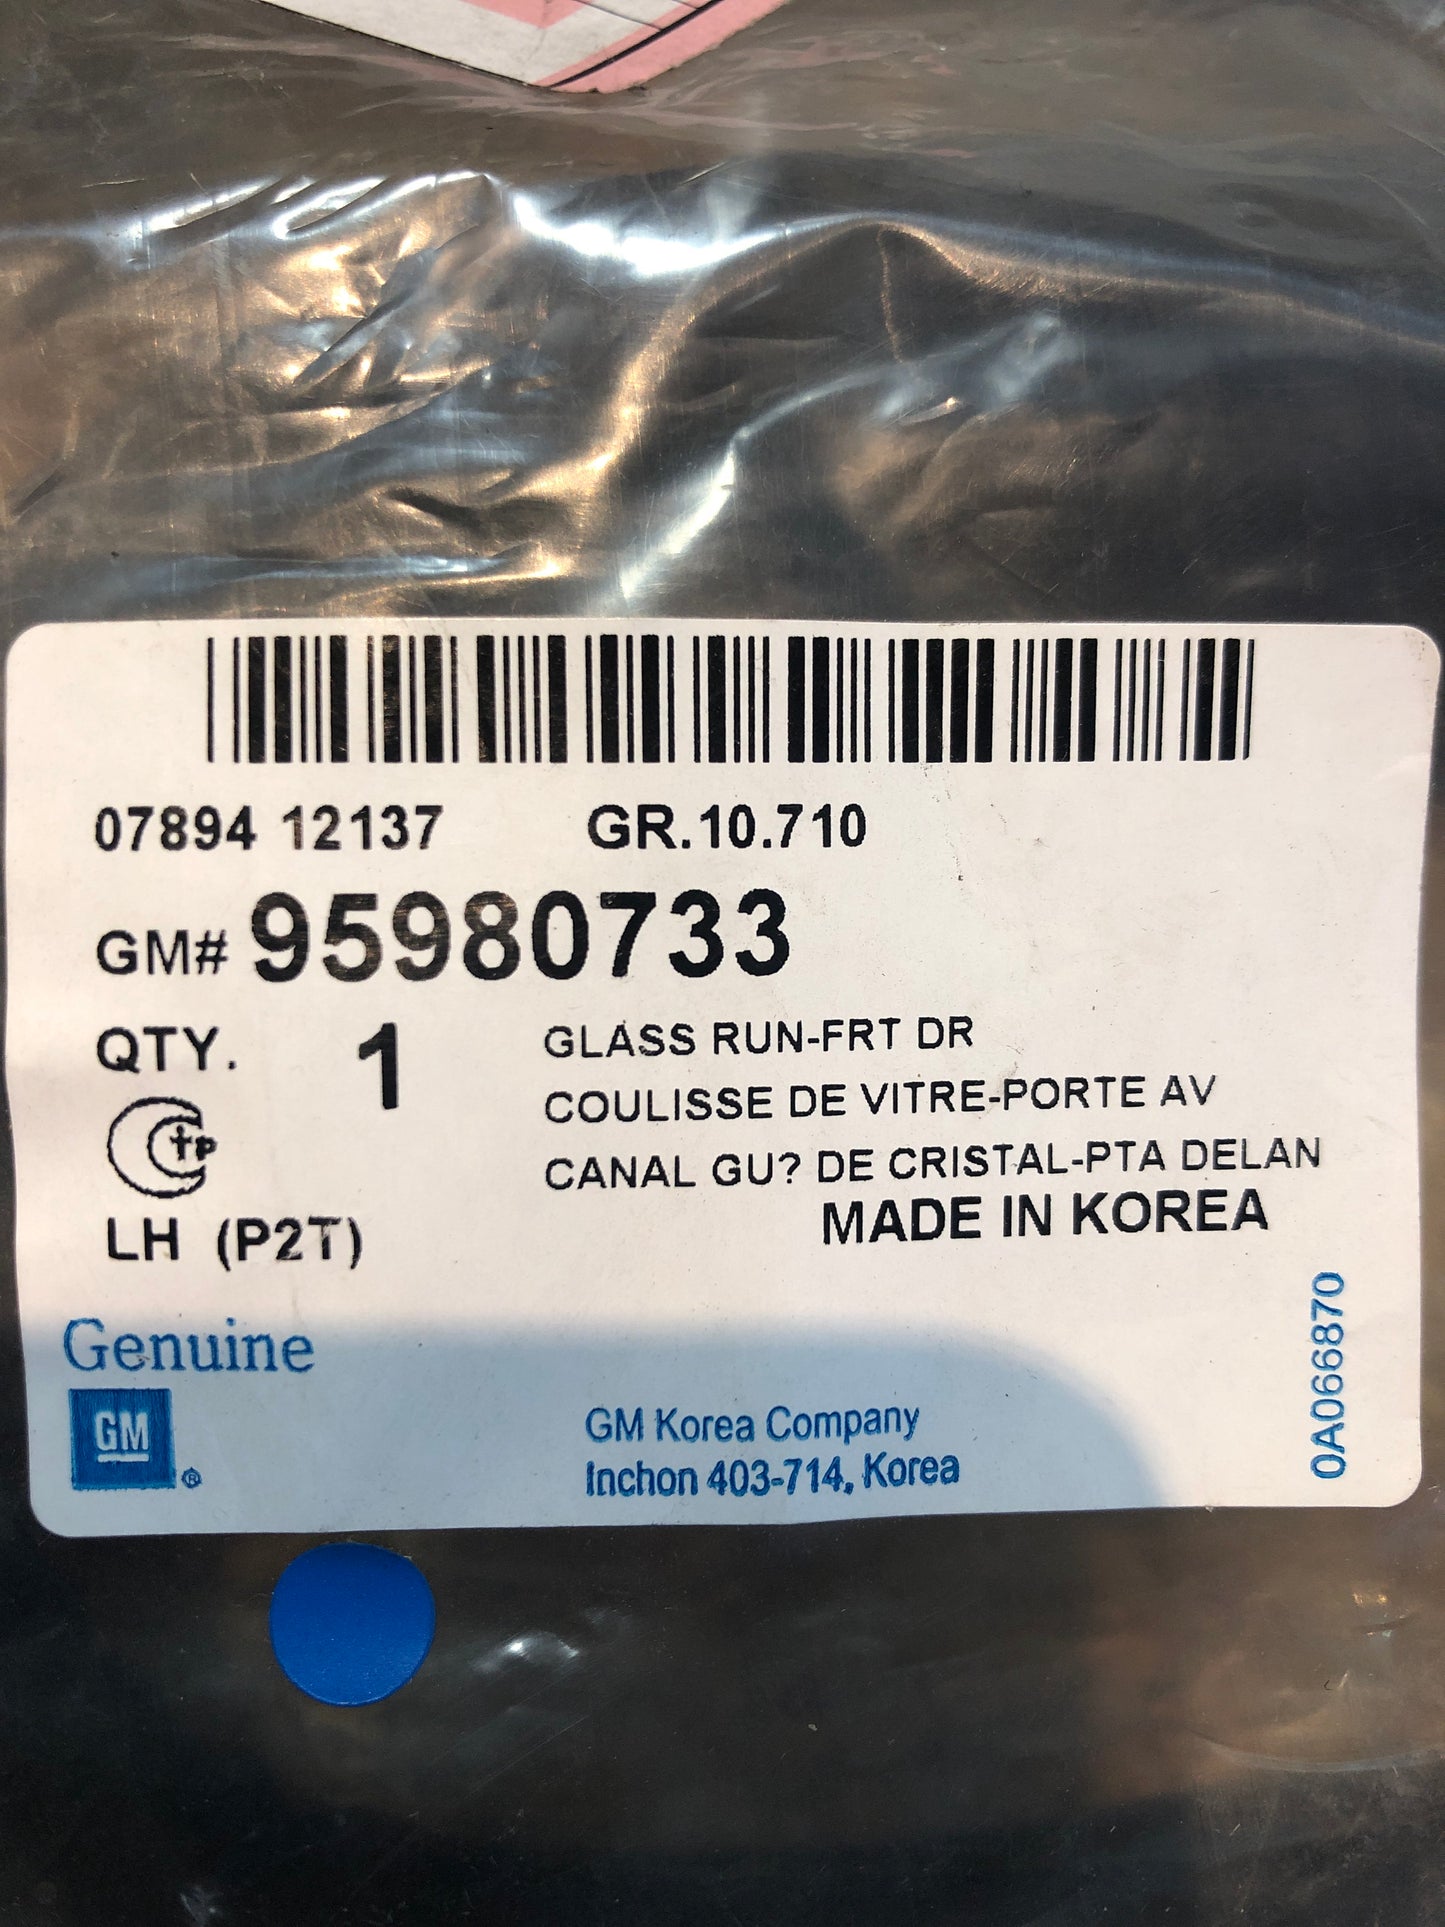 07894 12137 GR.10.710
GM# 95980733
QTY. 1
GLASS RUN-FRT DR
COULISSE DE VITRE-PORTE AV
CANAL GU? DE CRISTAL-PTA DELAN
MADE IN KOREA
LH (P2T)
Genuine
GM ®
GM Korea Company
Inchon 403-714, Korea
0A066870